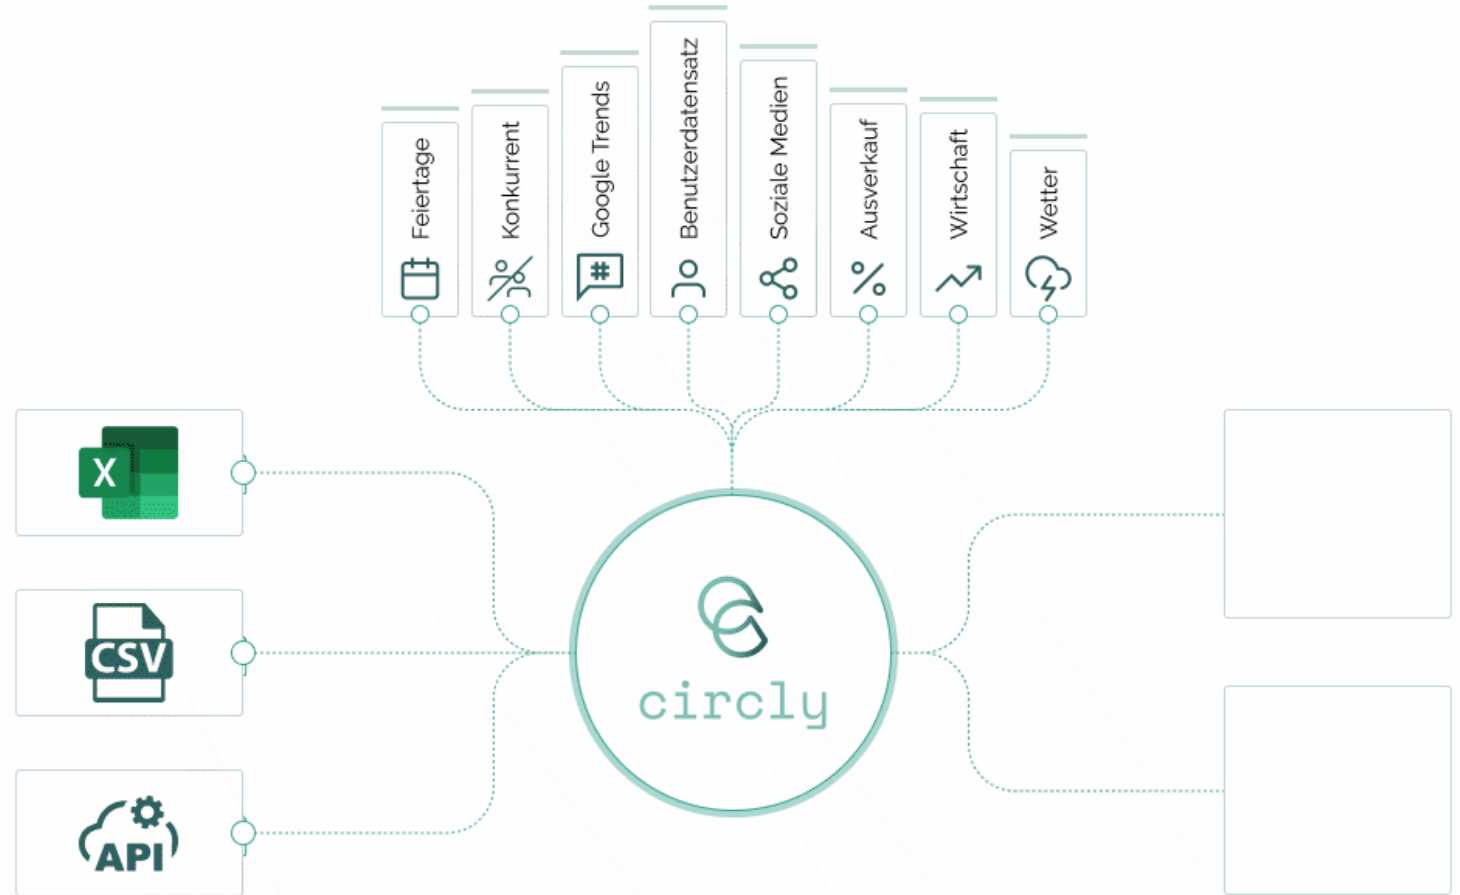 Feiertage
Konkurrent
Google Trends
Benutzerdatensatz
Soziale Medien
Ausverkauf
Wirtschaft
Wetter
X
CSV
API
circly